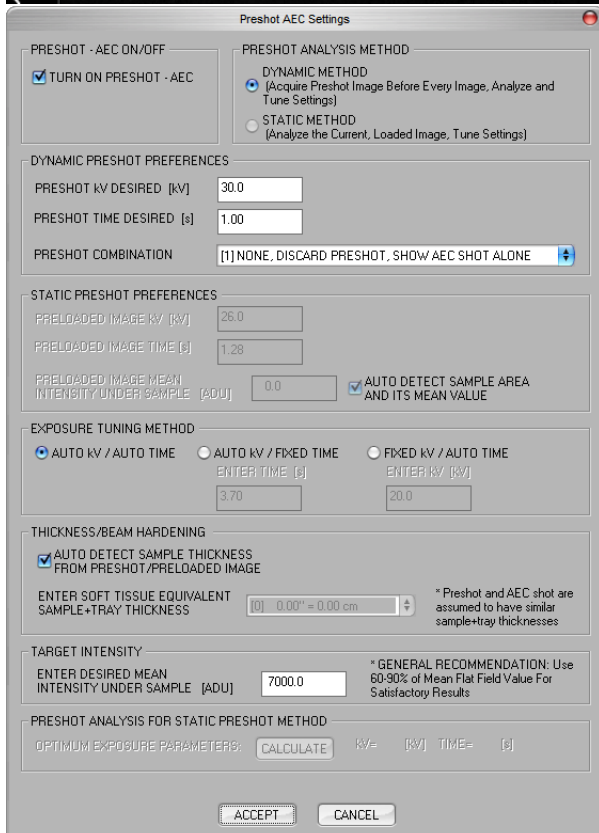 Preshot AEC Settings
PRESHOT - AEC ON/OFF
TURN ON PRESHOT - AEC
PRESHOT ANALYSIS METHOD
DYNAMIC METHOD
(Acquire Preshot Image Before Every Image, Analyze and
Tune Settings)
STATIC METHOD
(Analyze the Current, Loaded Image, Tune Settings)
DYNAMIC PRESHOT PREFERENCES
PRESHOT kV DESIRED [kV]
30.0
PRESHOT TIME DESIRED [s]
1.00
PRESHOT COMBINATION
[1] NONE, DISCARD PRESHOT, SHOW AEC SHOT ALONE
STATIC PRESHOT PREFERENCES
PRELOADED IMAGE KV [kV]
26.0
PRELOADED IMAGE TIME [s]
1.28
PRELOADED IMAGE MEAN
INTENSITY UNDER SAMPLE [ADU]
0.0
AUTO DETECT SAMPLE AREA
AND ITS MEAN VALUE
EXPOSURE TUNING METHOD
AUTO kV / AUTO TIME
AUTO kV / FIXED TIME
FIXED kV / AUTO TIME
ENTER TIME [s]
ENTER KV [kV]
3.70
20.0
THICKNESS/BEAM HARDENING
AUTO DETECT SAMPLE THICKNESS
FROM PRESHOT/PRELOADED IMAGE
ENTER SOFT TISSUE EQUIVALENT
SAMPLE+TRAY THICKNESS
[0] 0.00" = 0.00 cm
* Preshot and AEC shot are
assumed to have similar
sample+tray thicknesses
TARGET INTENSITY
ENTER DESIRED MEAN
INTENSITY UNDER SAMPLE [ADU]
7000.0
* GENERAL RECOMMENDATION: Use
60-90% of Mean Flat Field Value For
Satisfactory Results
PRESHOT ANALYSIS FOR STATIC PRESHOT METHOD
OPTIMUM EXPOSURE PARAMETERS:
CALCULATE
kV= [kV] TIME= [s]
ACCEPT
CANCEL